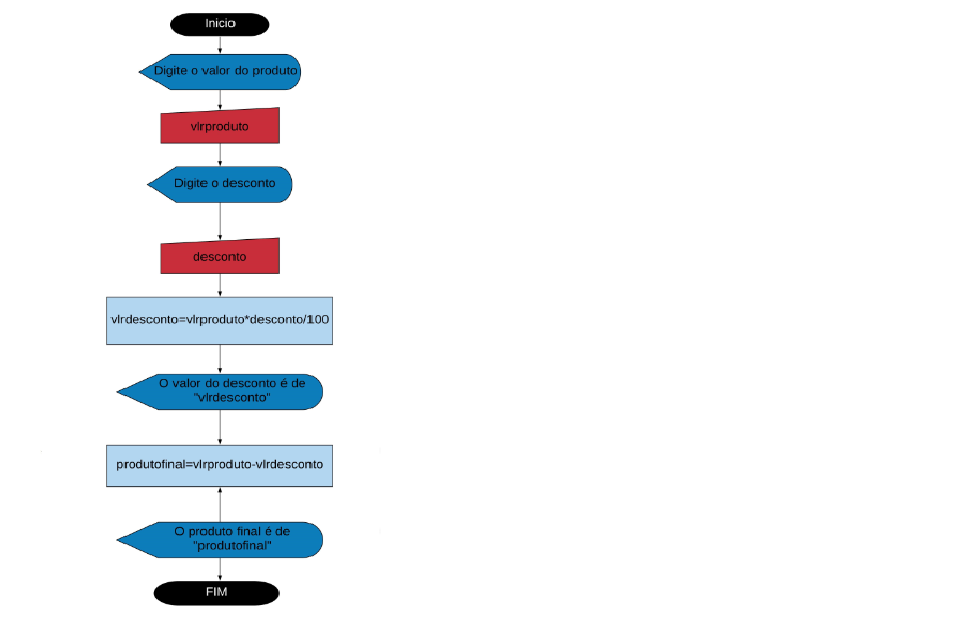 Inicio
Digite o valor do produto
vlrproduto
Digite o desconto
desconto
vlrdesconto=vlrproduto*desconto/100
O valor do desconto é de
"vlrdesconto"
produtofinal=vlrproduto-vlrdesconto
O produto final é de
"produtofinal"
FIM